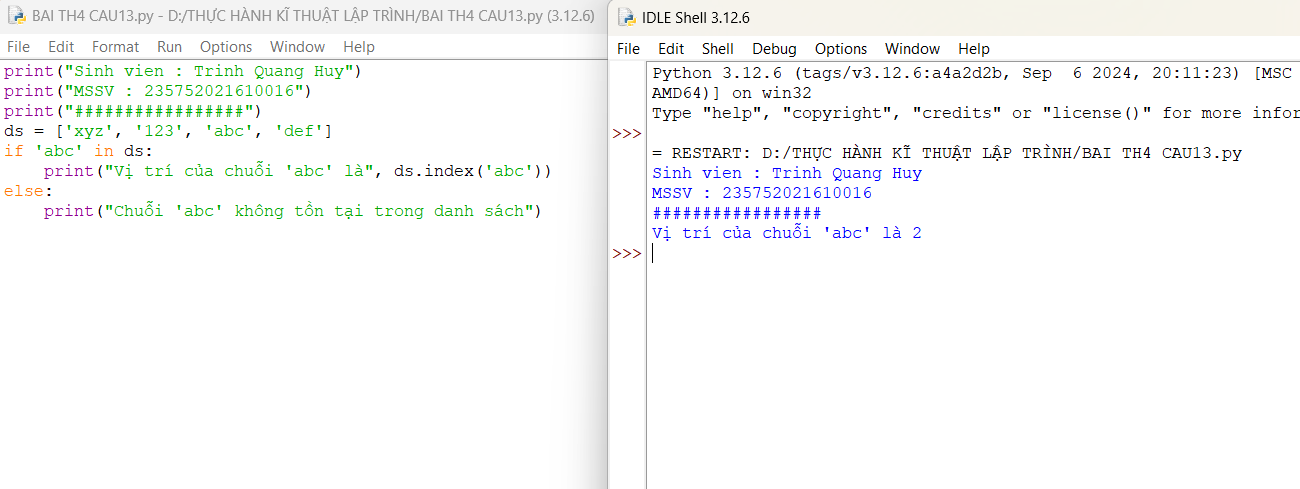 BAI TH4 CAU13.py - D:/THỰC HÀNH KĨ THUẬT LẬP TRÌNH/BAI TH4 CAU13.py (3.12.6)
File Edit Format Run Options Window Help
print("Sinh vien : Trinh Quang Huy")
print("MSSV : 235752021610016")
print("#################")
ds = ['xyz', '123', 'abc', 'def']
if 'abc' in ds:
    print("Vị trí của chuỗi 'abc' là", ds.index('abc'))
else:
    print("Chuỗi 'abc' không tồn tại trong danh sách")
IDLE Shell 3.12.6
File Edit Shell Debug Options Window Help
Python 3.12.6 (tags/v3.12.6:a4a2d2b, Sep  6 2024, 20:11:23) [MSC
AMD64)] on win32
Type "help", "copyright", "credits" or "license()" for more infor
>>>
= RESTART: D:/THỰC HÀNH KĨ THUẬT LẬP TRÌNH/BAI TH4 CAU13.py
Sinh vien : Trinh Quang Huy
MSSV : 235752021610016
#################
Vị trí của chuỗi 'abc' là 2
>>>